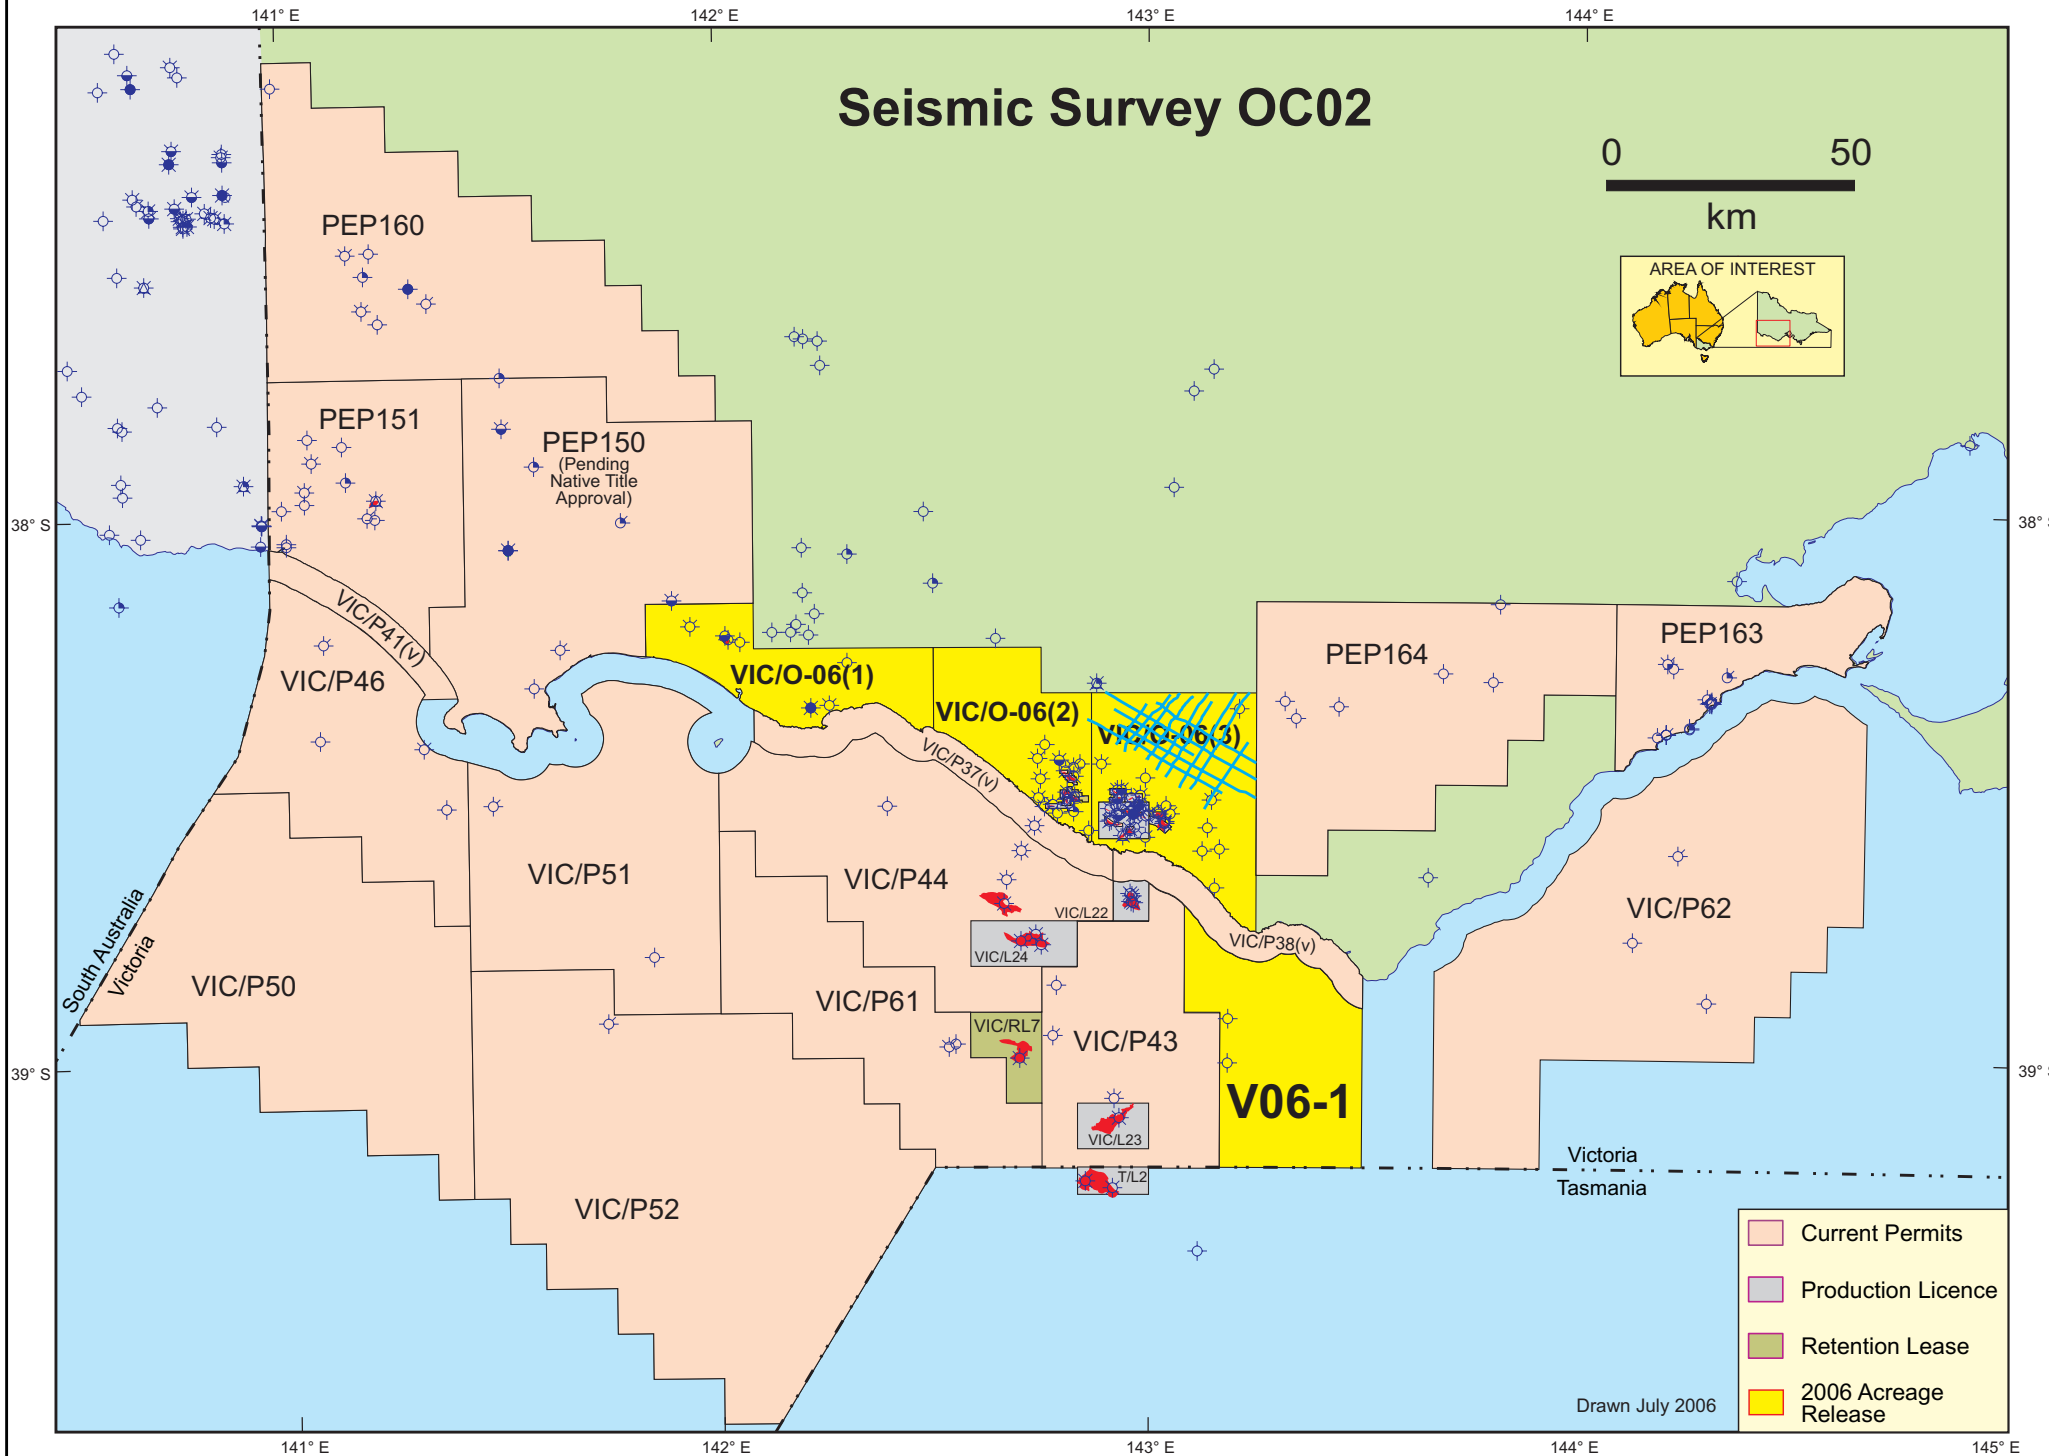 141° E
142° E
143° E
144° E
Seismic Survey OC02
0
50
km
AREA OF INTEREST
PEP160
PEP151
PEP150
(Pending
Native Title
Approval)
38° S
38° S
VIC/P41(v)
VIC/P46
VIC/O-06(1)
VIC/O-06(2)
VIC/O-06(3)
PEP164
PEP163
VIC/P37(v)
VIC/P51
VIC/P44
VIC/L22
VIC/P62
VIC/P38(v)
VIC/L24
South Australia
Victoria
VIC/P50
VIC/P61
VIC/RL7
VIC/P43
39° S
39° S
V06-1
VIC/L23
T/L2
Victoria
Tasmania
VIC/P52
Current Permits
Production Licence
Retention Lease
2006 Acreage
Release
Drawn July 2006
141° E
142° E
143° E
144° E
145° E